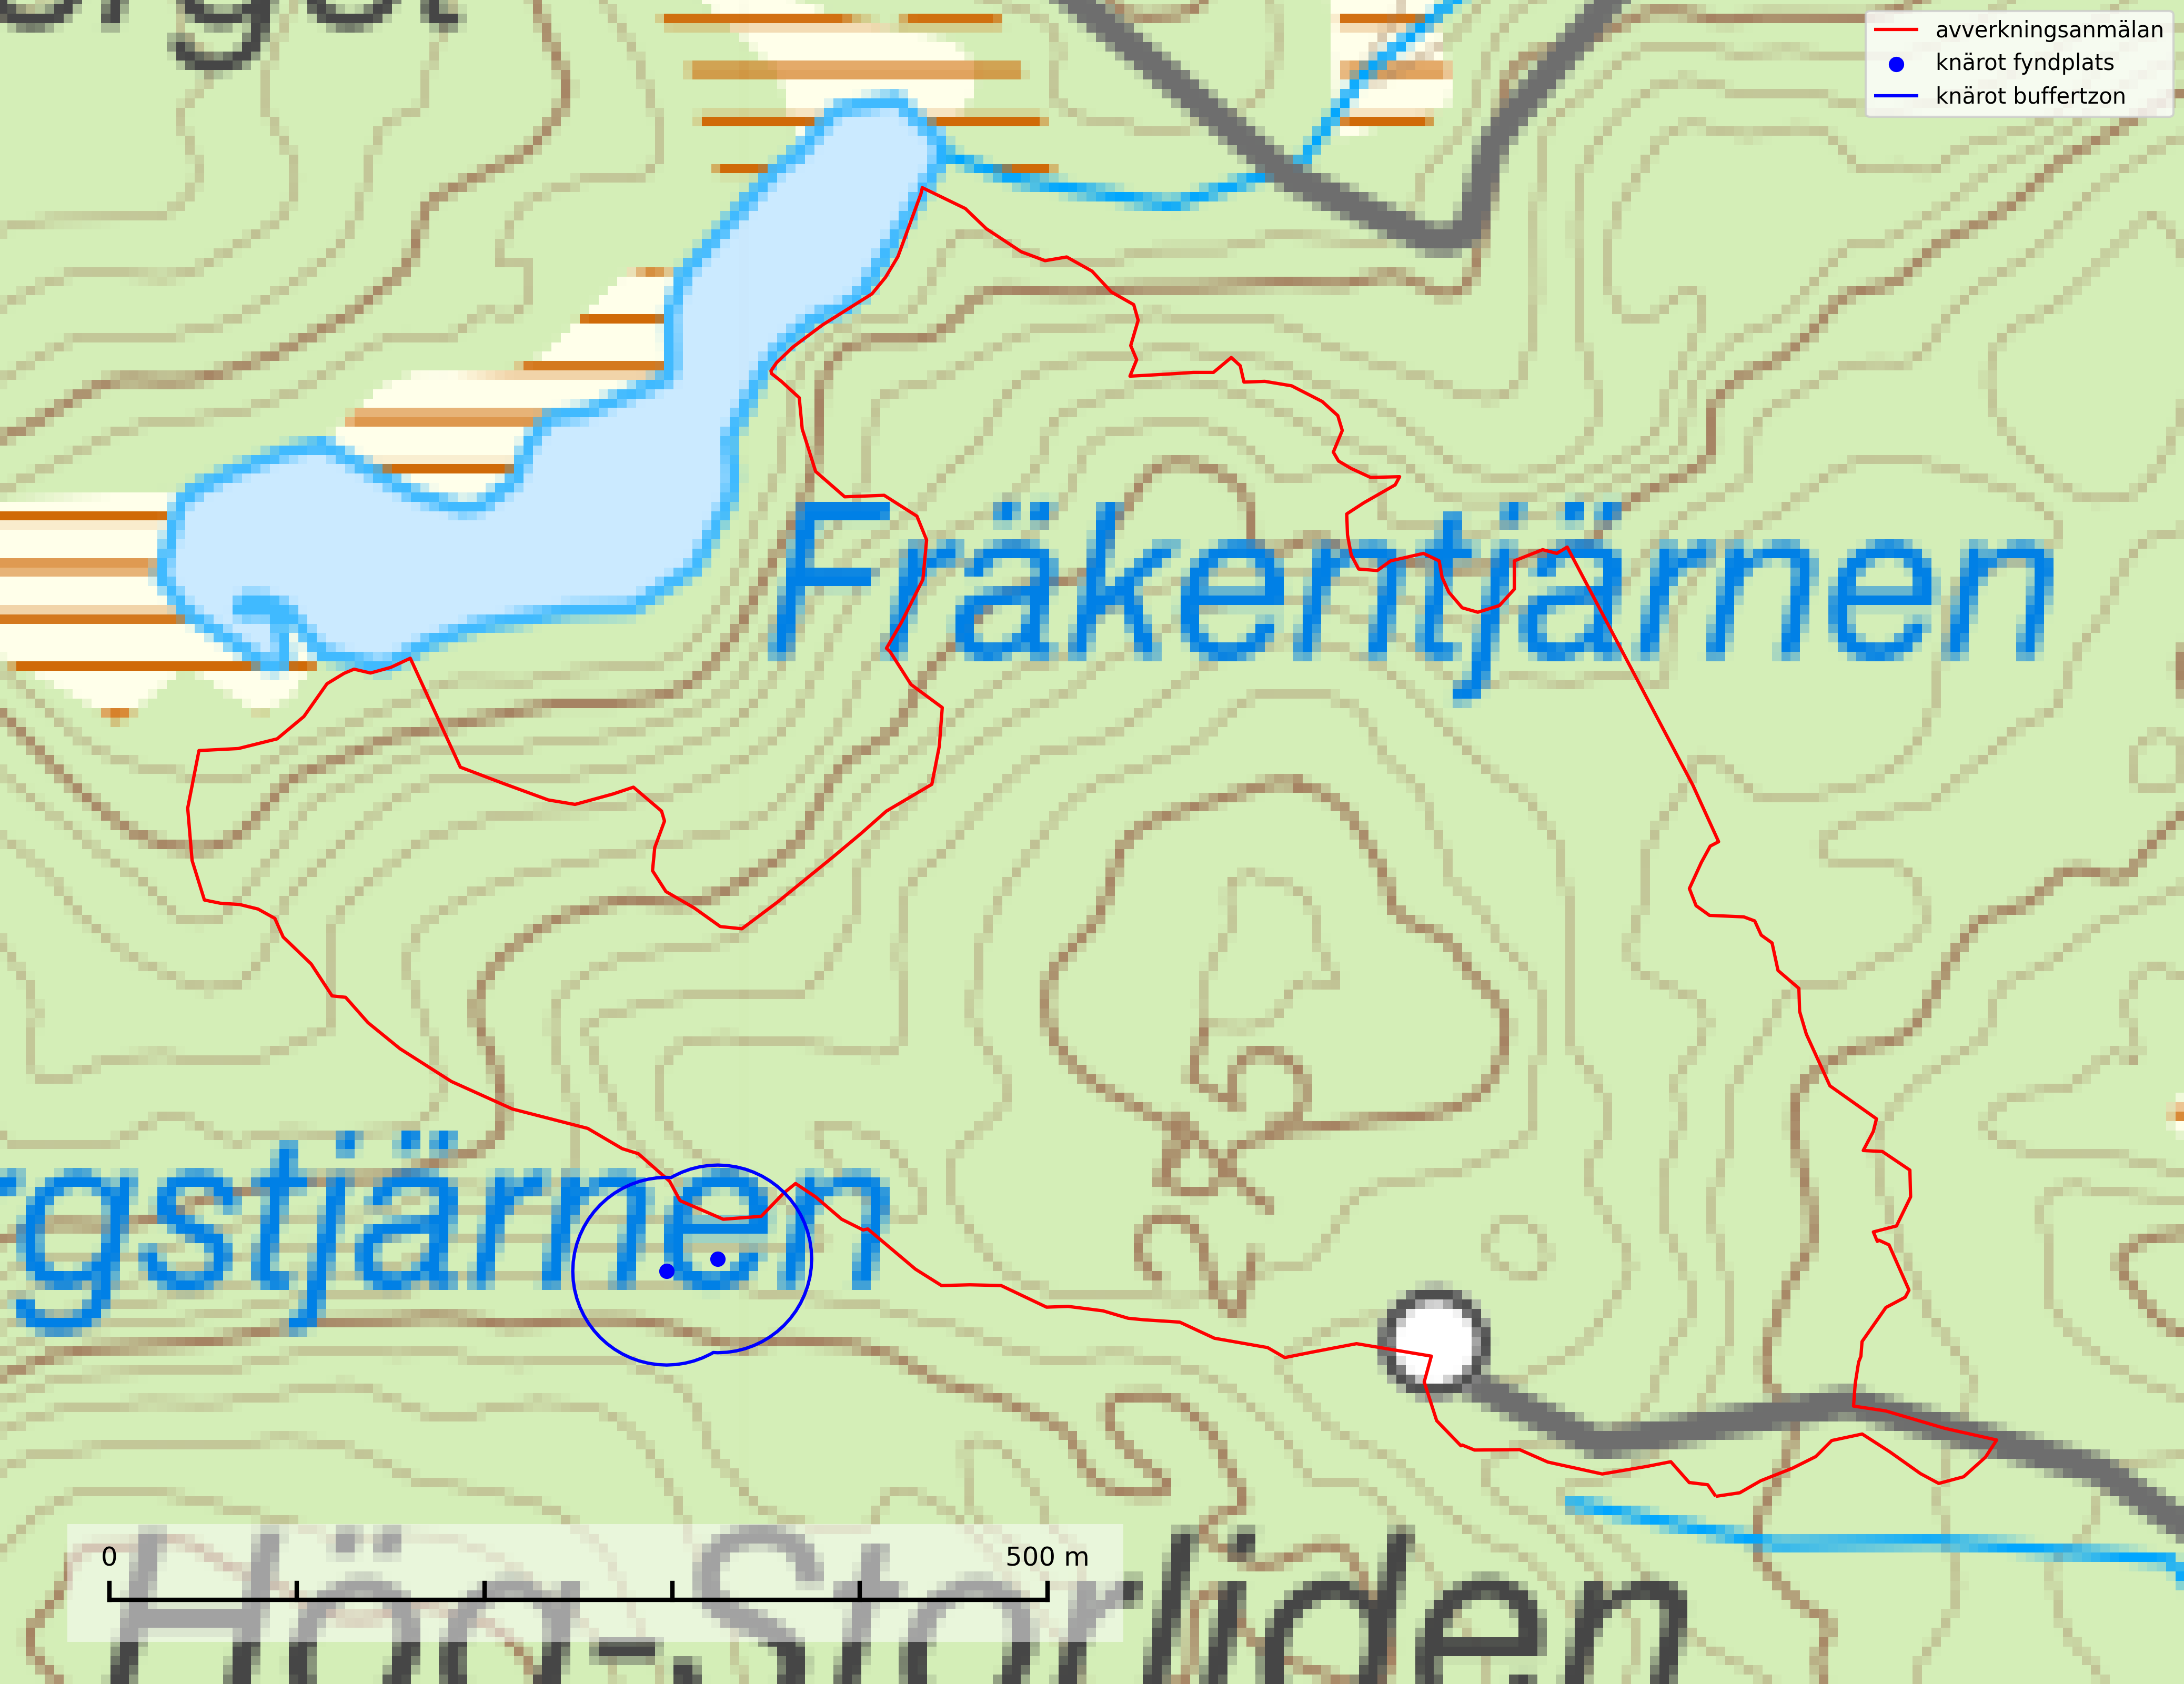 avverkningsanmälan
knärot fyndplats
knärot buffertzon
Fräkentjärnen
gstjärnen
0 500 m
Hög-Storliden